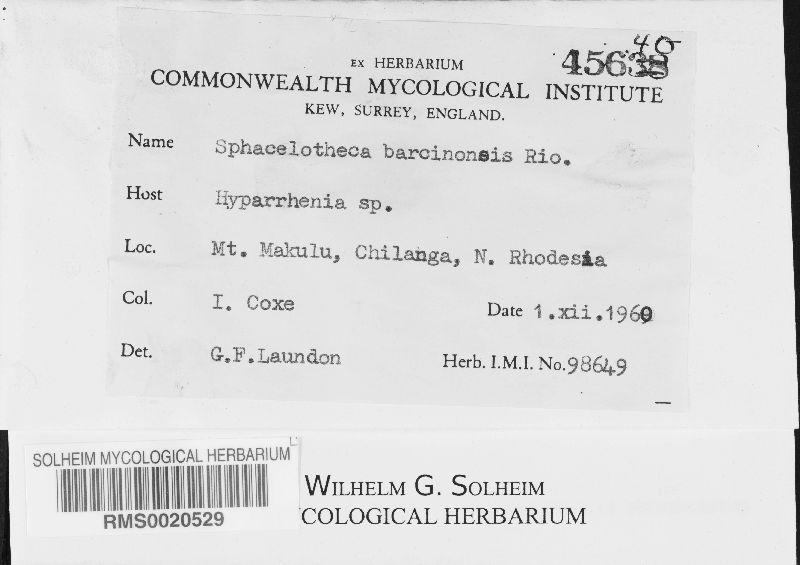 40
45638
EX HERBARIUM
COMMONWEALTH MYCOLOGICAL INSTITUTE
KEW, SURREY, ENGLAND.
Name Sphacelotheca barcinonsis Rio.
Host Hyparrhenia sp.
Loc. Mt. Makulu, Chilanga, N. Rhodesia
Col. I. Coxe Date 1.xii.1960
Det. G.F.Laundon Herb. I.M.I. No. 98649
SOLHEIM MYCOLOGICAL HERBARIUM
RMS0020529
WILHELM G. SOLHEIM
COLOGICAL HERBARIUM